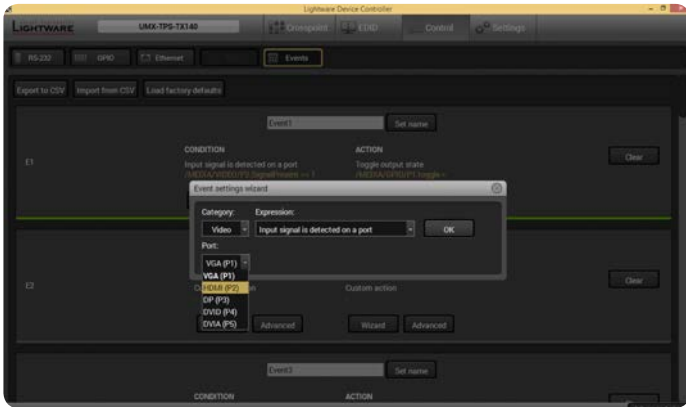 Lightware Device Controller
LIGHTWARE UMX-TPS-TX140 Crosspoint EDID Control Settings
RS-232 GPIO Ethernet Events
Export to CSV Import from CSV Load factory defaults
Event1 Set name
CONDITION ACTION
E1 Input signal is detected on a port Toggle output state Clear
/MEDIA/VIDEO/P2.SignalPresent == 1 /MEDIA/GPIO/P1:toggle=
Event settings wizard
Category: Expression:
Video Input signal is detected on a port OK
Port:
VGA (P1)
VGA (P1)
HDMI (P2)
DP (P3)
DVID (P4)
DVIA (P5)
E2 Custom action Clear
Advanced Wizard Advanced
Event3 Set name
CONDITION ACTION